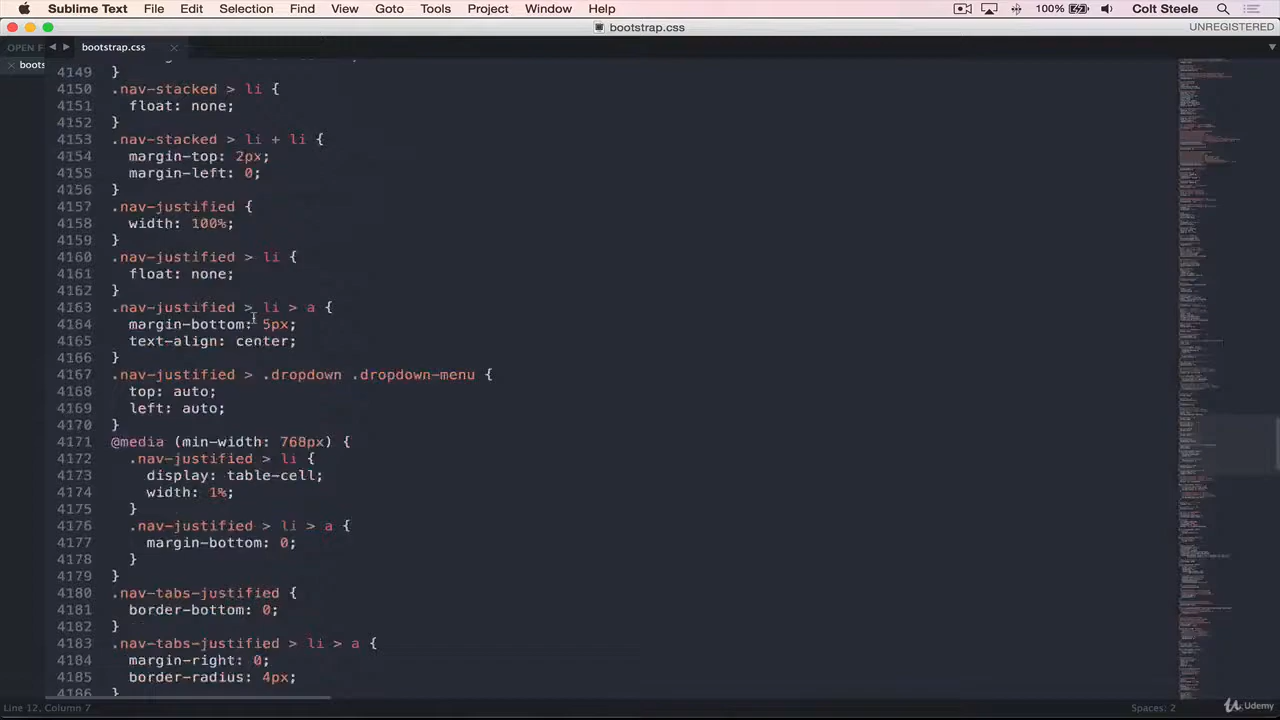 Sublime Text File Edit Selection Find View Goto Tools Project Window Help 100% Colt Steele
bootstrap.css UNREGISTERED
OPEN F bootstrap.css
boots
4149 }
4150 .nav-stacked > li {
4151 float: none;
4152 }
4153 .nav-stacked > li + li {
4154 margin-top: 2px;
4155 margin-left: 0;
4156 }
4157 .nav-justified {
4158 width: 100%;
4159 }
4160 .nav-justified > li {
4161 float: none;
4162 }
4163 .nav-justified > li > a {
4164 margin-bottom: 5px;
4165 text-align: center;
4166 }
4167 .nav-justified > .dropdown .dropdown-menu {
4168 top: auto;
4169 left: auto;
4170 }
4171 @media (min-width: 768px) {
4172 .nav-justified > li {
4173 display: table-cell;
4174 width: 1%;
4175 }
4176 .nav-justified > li > a {
4177 margin-bottom: 0;
4178 }
4179 }
4180 .nav-tabs-justified {
4181 border-bottom: 0;
4182 }
4183 .nav-tabs-justified > li > a {
4184 margin-right: 0;
4185 border-radius: 4px;
4186 }
Line 12, Column 7 Spaces: 2 Udemy